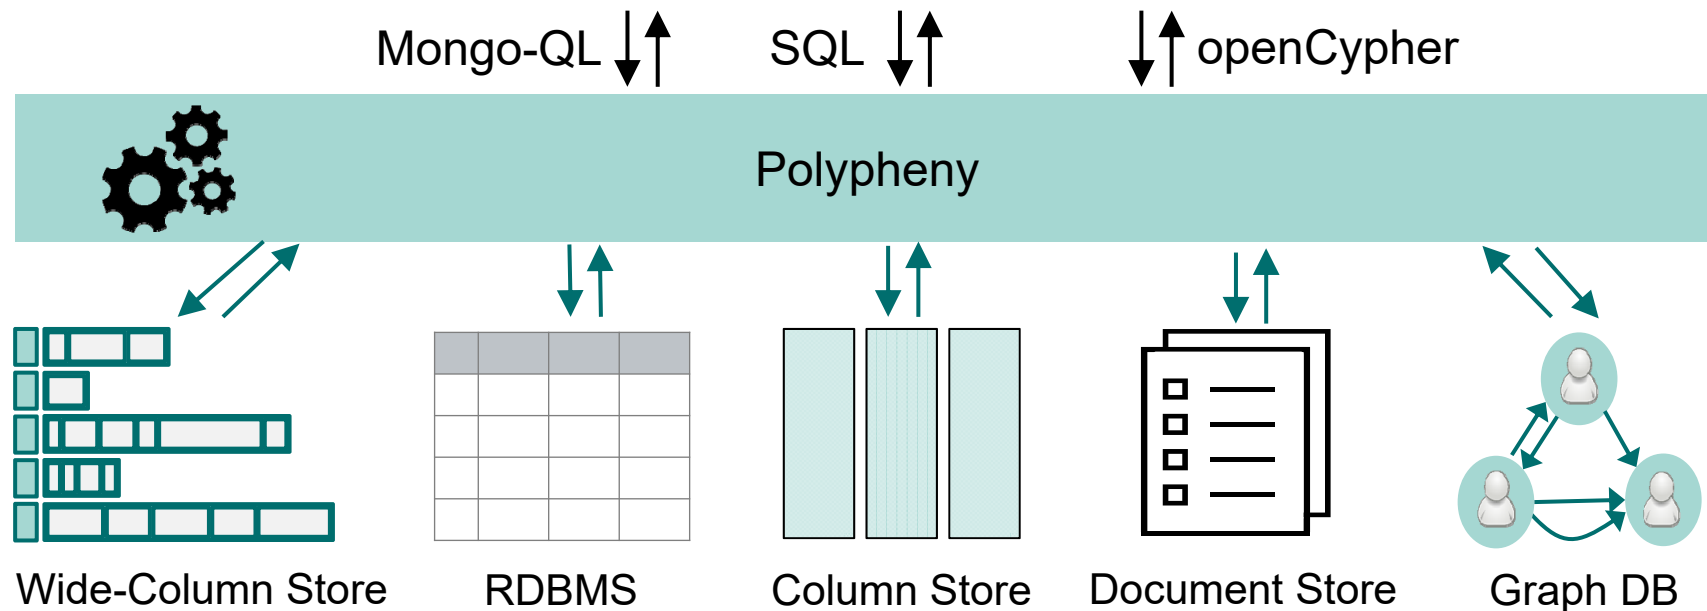 Mongo-QL SQL openCypher
Polypheny
Wide-Column Store RDBMS Column Store Document Store Graph DB